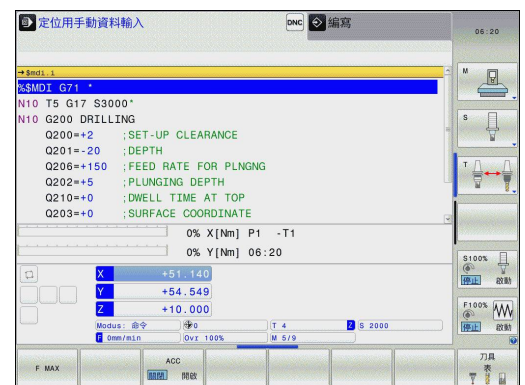 定位用手動資料輸入
DNC
編寫
06:20
→$mdi.i
%$MDI G71 *
N10 T5 G17 S3000*
N10 G200 DRILLING
Q200=+2 ;SET-UP CLEARANCE
Q201=-20 ;DEPTH
Q206=+150 ;FEED RATE FOR PLNGNG
Q202=+5 ;PLUNGING DEPTH
Q210=+0 ;DWELL TIME AT TOP
Q203=+0 ;SURFACE COORDINATE
0% X[Nm] P1 -T1
0% Y[Nm] 06:20
X +51.140
Y +54.549
Z +10.000
Modus: 命令 0 T 4 Z S 2000
F 0mm/min Ovr 100% M 5/9
M
S
T
S100%
停止 啟動
F100%
停止 啟動
F MAX
ACC
關閉 開啟
刀具
表